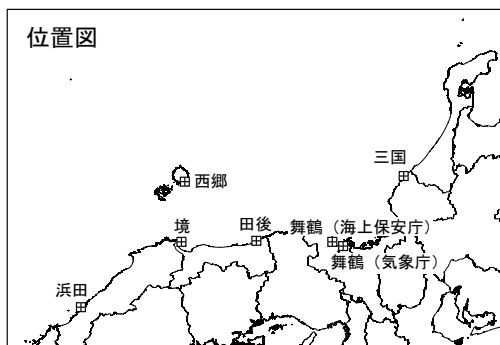 位置図
三国
西郷
境
田後
舞鶴（海上保安庁）
舞鶴（気象庁）
浜田